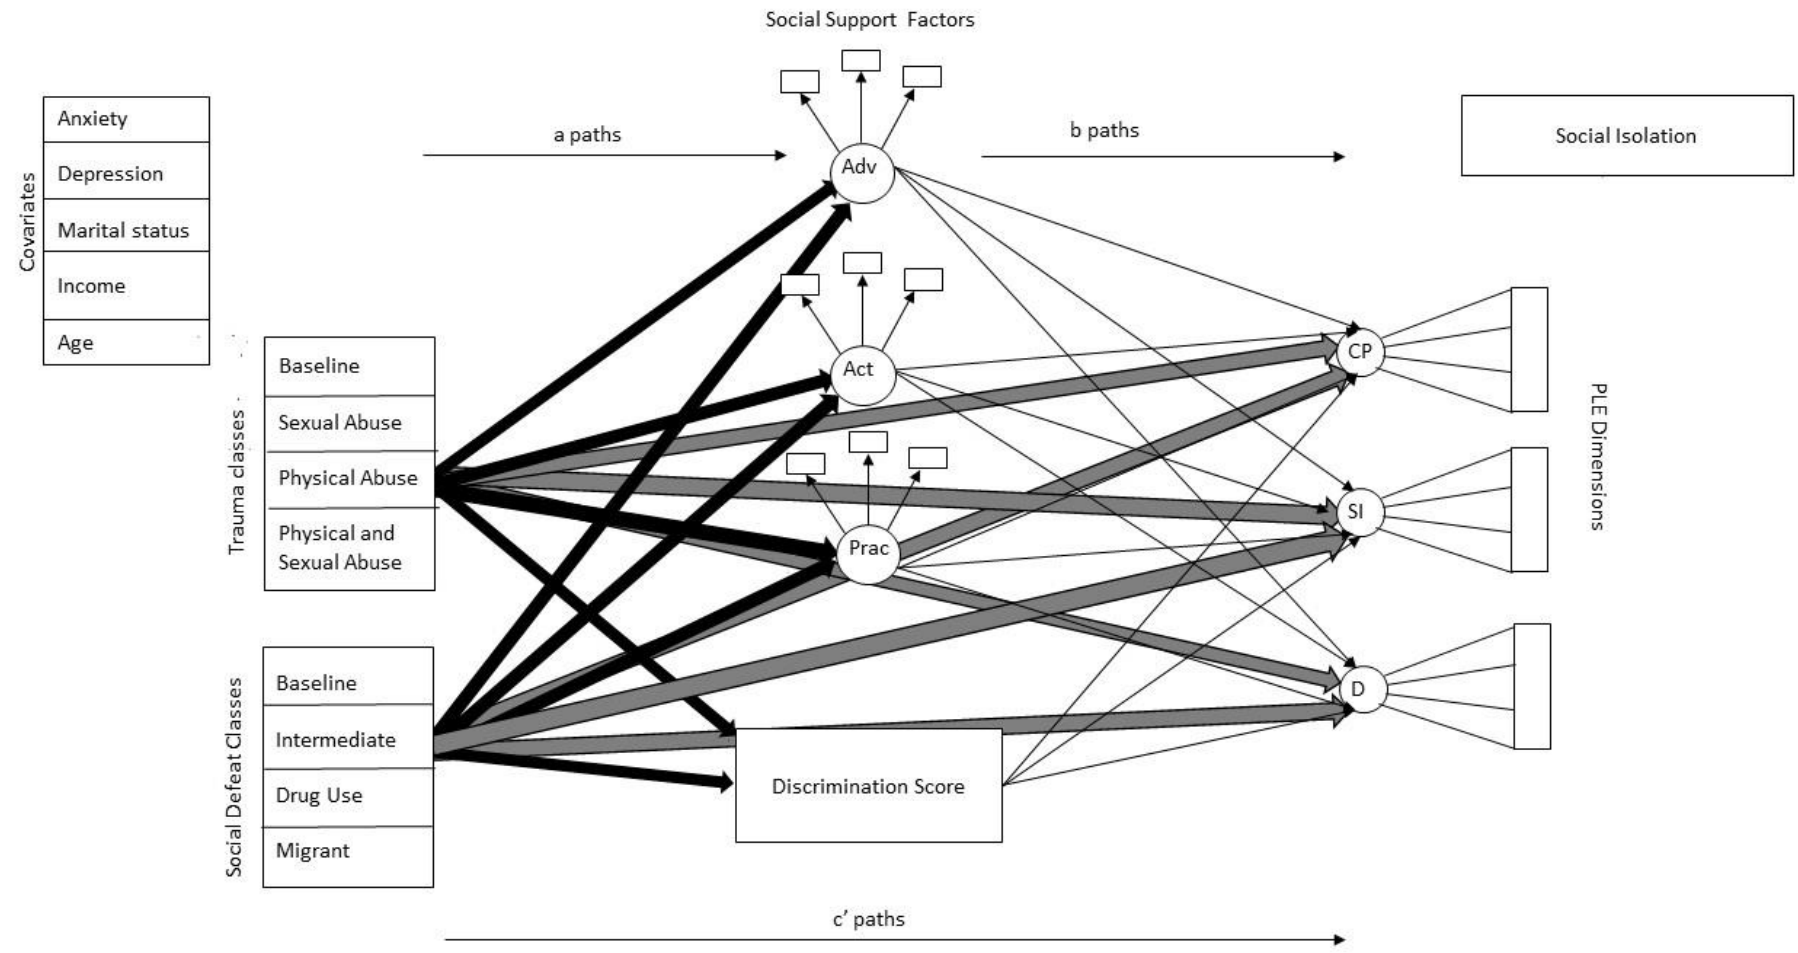 Social Support Factors
a paths
b paths
Social Isolation
Covariates
Anxiety
Depression
Marital status
Income
Age
Adv
Act
Prac
Trauma classes
Baseline
Sexual Abuse
Physical Abuse
Physical and
Sexual Abuse
CP
SI
D
PLE Dimensions
Social Defeat Classes
Baseline
Intermediate
Drug Use
Migrant
Discrimination Score
c’ paths